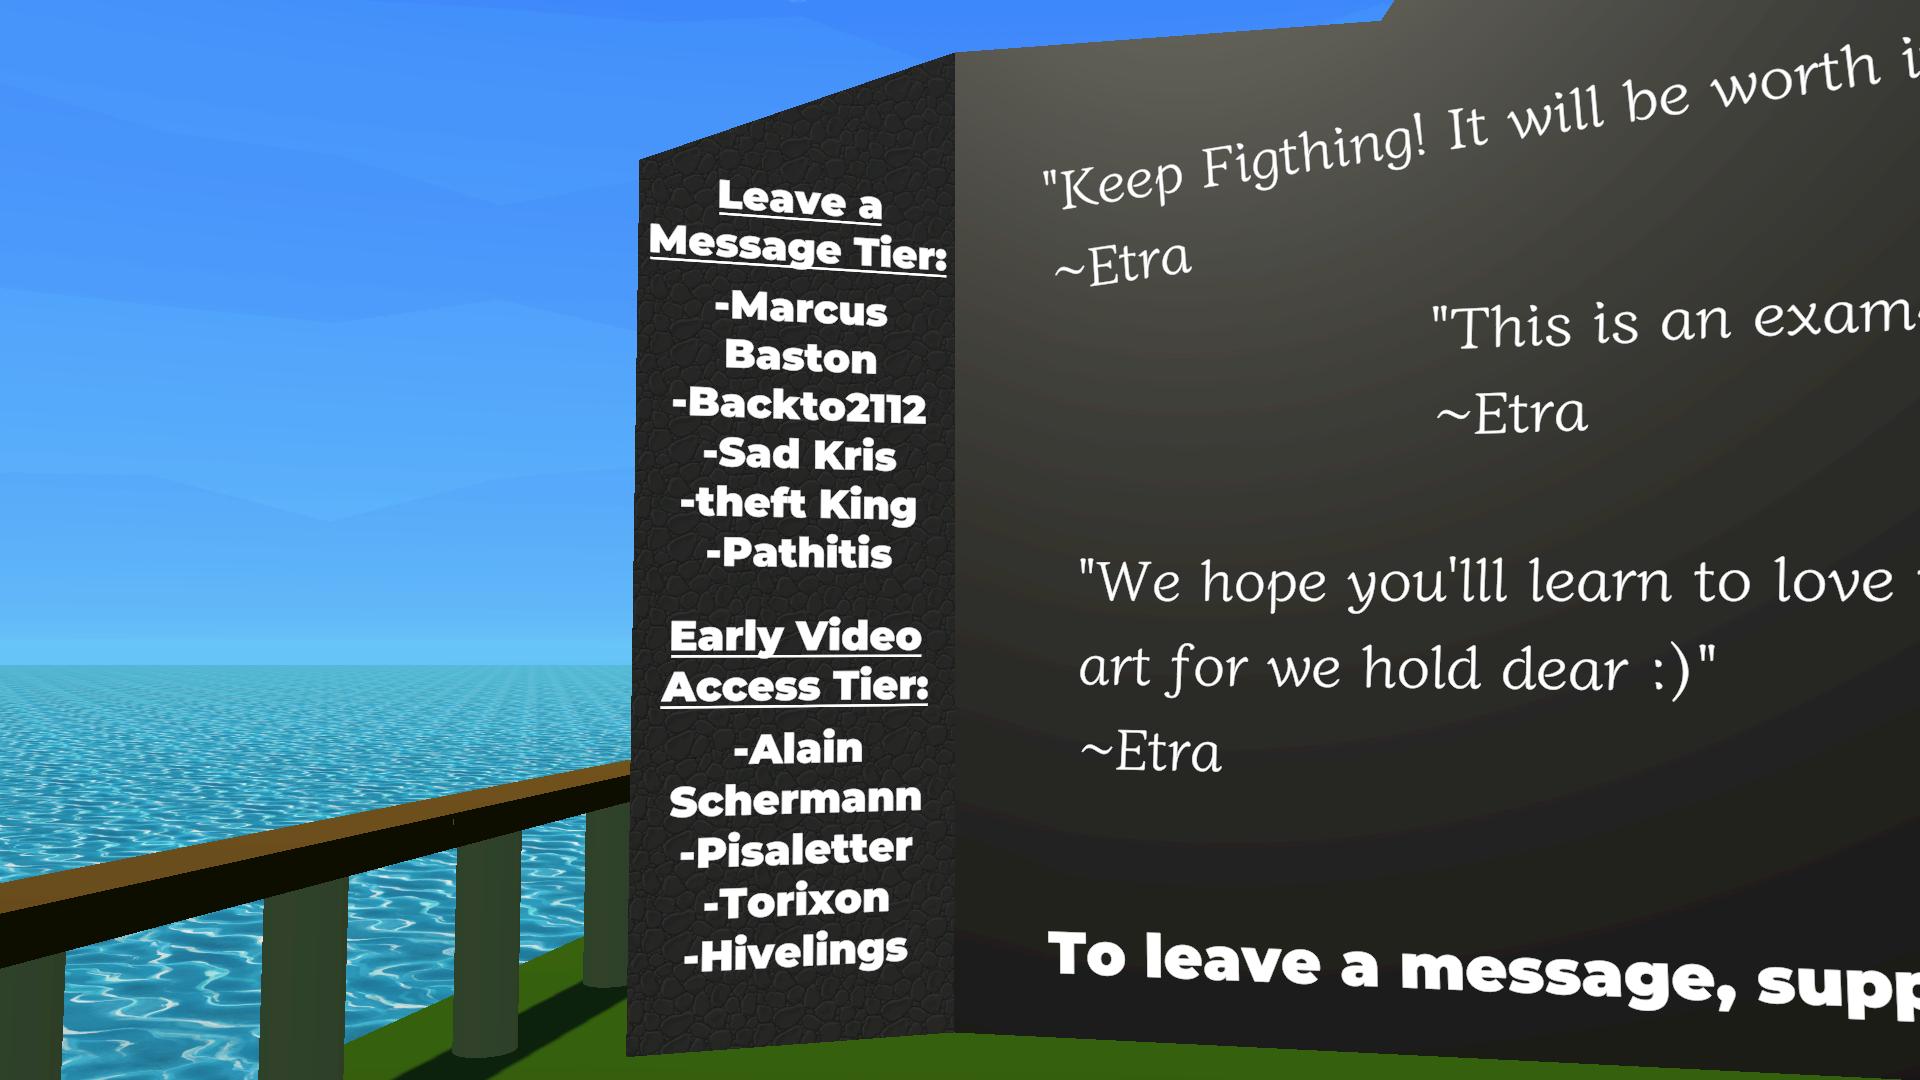 Leave a
Message Tier:
-Marcus
Baston
-Backto2112
-Sad Kris
-theft King
-Pathitis
Early Video
Access Tier:
-Alain
Schermann
-Pisaletter
-Torixon
-Hivelings
"Keep Figthing! It will be worth
~Etra
"This is an
~Etra
"We hope you'lll learn to love
art for we hold dear :)"
~Etra
To leave a message,